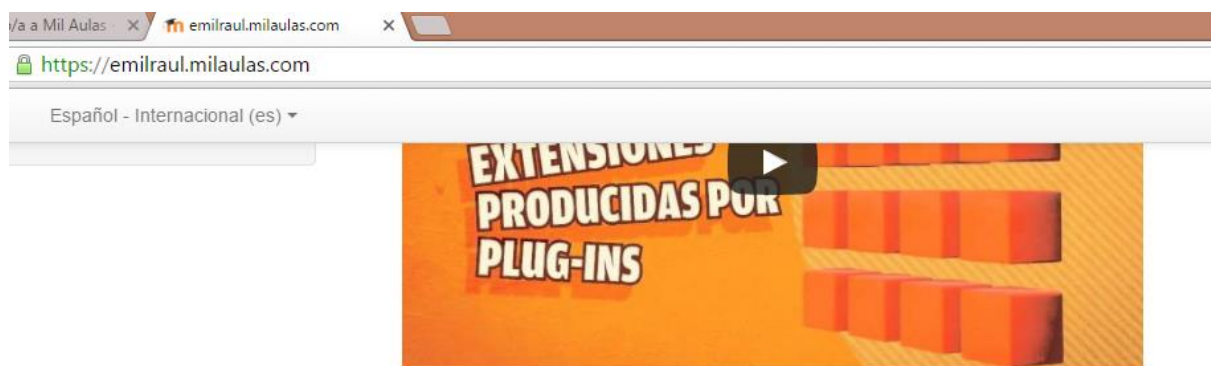 a Mil Aulas
emilraul.milaulas.com
https://emilraul.milaulas.com
Español - Internacional (es)
EXTENSIONES
PRODUCIDAS POR
PLUG-INS